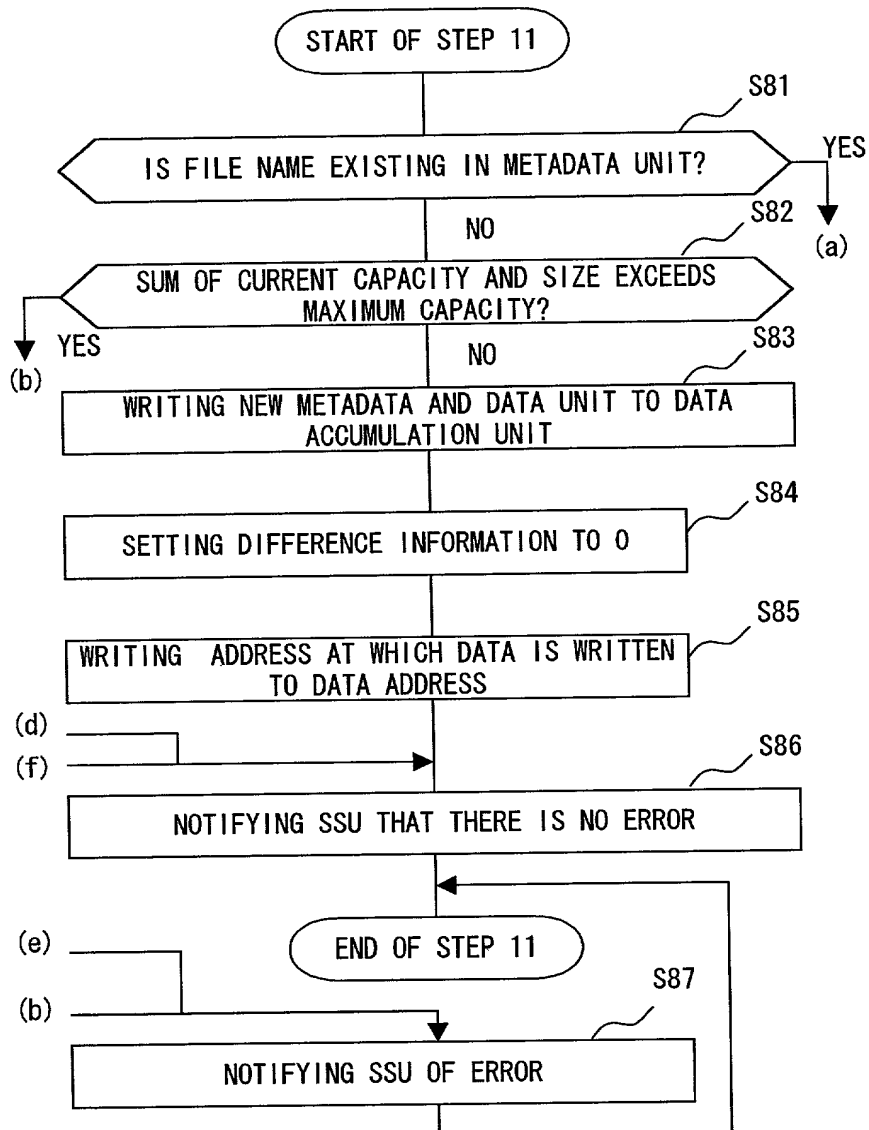 START OF STEP 11
S81
IS FILE NAME EXISTING IN METADATA UNIT?
YES
(a)
NO
S82
SUM OF CURRENT CAPACITY AND SIZE EXCEEDS
MAXIMUM CAPACITY?
YES
(b)
NO
S83
WRITING NEW METADATA AND DATA UNIT TO DATA
ACCUMULATION UNIT
S84
SETTING DIFFERENCE INFORMATION TO 0
S85
WRITING ADDRESS AT WHICH DATA IS WRITTEN
TO DATA ADDRESS
(d)
(f)
S86
NOTIFYING SSU THAT THERE IS NO ERROR
END OF STEP 11
(e)
(b)
S87
NOTIFYING SSU OF ERROR